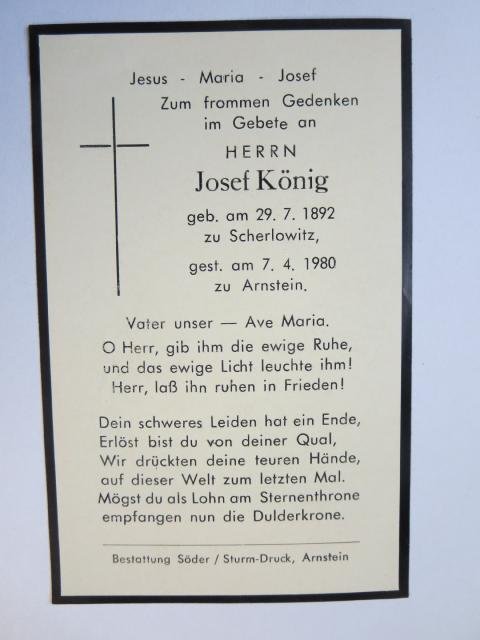 Jesus - Maria - Josef
Zum frommen Gedenken
im Gebete an
HERRN
Josef König
geb. am 29. 7. 1892
zu Scherlowitz,
gest. am 7. 4. 1980
zu Arnstein.
Vater unser — Ave Maria.
O Herr, gib ihm die ewige Ruhe,
und das ewige Licht leuchte ihm!
Herr, laß ihn ruhen in Frieden!
Dein schweres Leiden hat ein Ende,
Erlöst bist du von deiner Qual,
Wir drückten deine teuren Hände,
auf dieser Welt zum letzten Mal.
Mögst du als Lohn am Sternenthrone
empfangen nun die Dulderkrone.
Bestattung Söder / Sturm-Druck, Arnstein